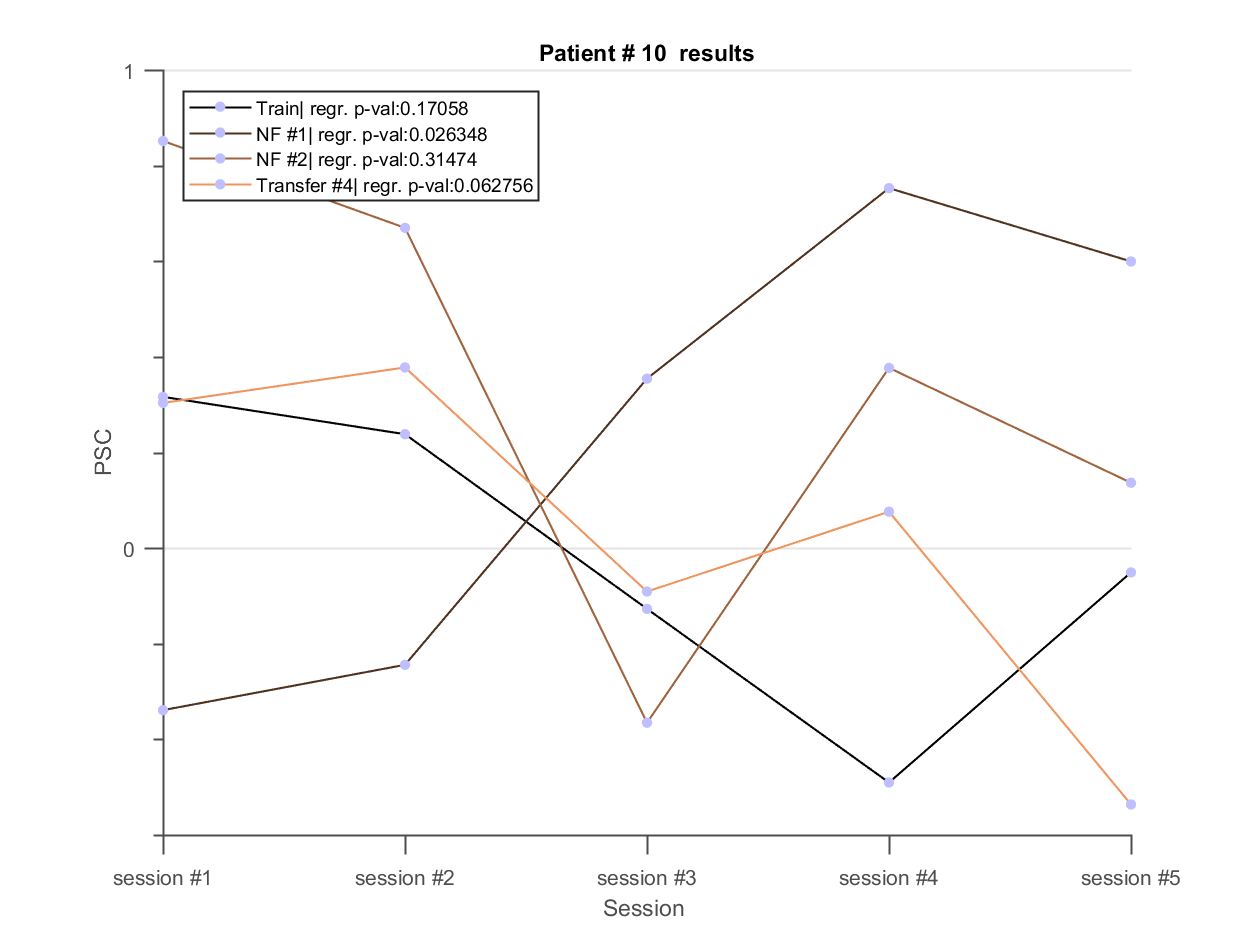 Patient # 10  results
1
Train| regr. p-val:0.17058
NF #1| regr. p-val:0.026348
NF #2| regr. p-val:0.31474
Transfer #4| regr. p-val:0.062756
PSC
0
session #1
session #2
session #3
session #4
session #5
Session